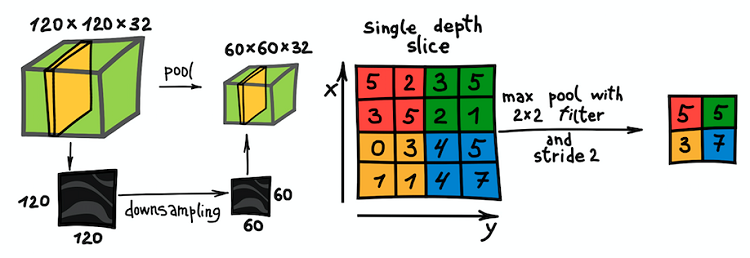 120 x 120 x 32
pool
60 x 60 x 32
120
120
downsampling
60
60
single depth
slice
x
5 2 3 5
3 5 2 1
0 3 4 5
1 1 4 7
y
max pool with
2x2 filter
and
stride 2
5 5
3 7